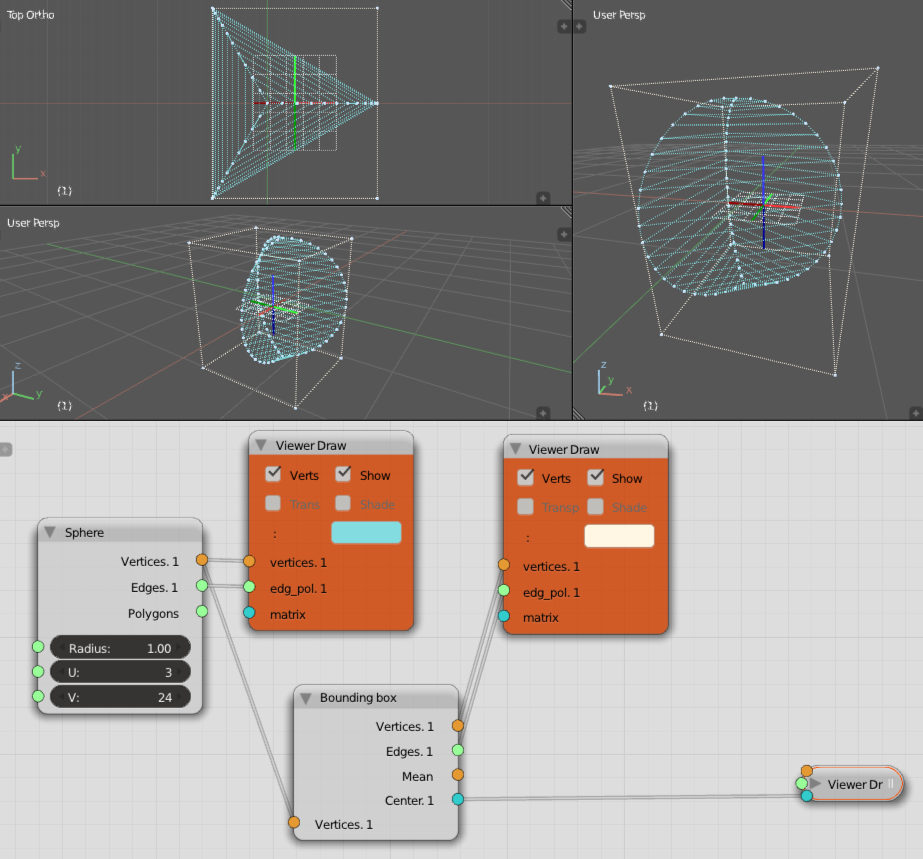 Top Ortho
y
x
(1)
User Persp
z
x
y
(1)
User Persp
z
y
x
(1)
Sphere
Vertices. 1
Edges. 1
Polygons
Radius: 1.00
U: 3
V: 24
Viewer Draw
Verts Show
Trans Shade
:
vertices. 1
edg_pol. 1
matrix
Viewer Draw
Verts Show
Transp Shade
:
vertices. 1
edg_pol. 1
matrix
Bounding box
Vertices. 1
Edges. 1
Mean
Center. 1
Vertices. 1
Viewer Dr